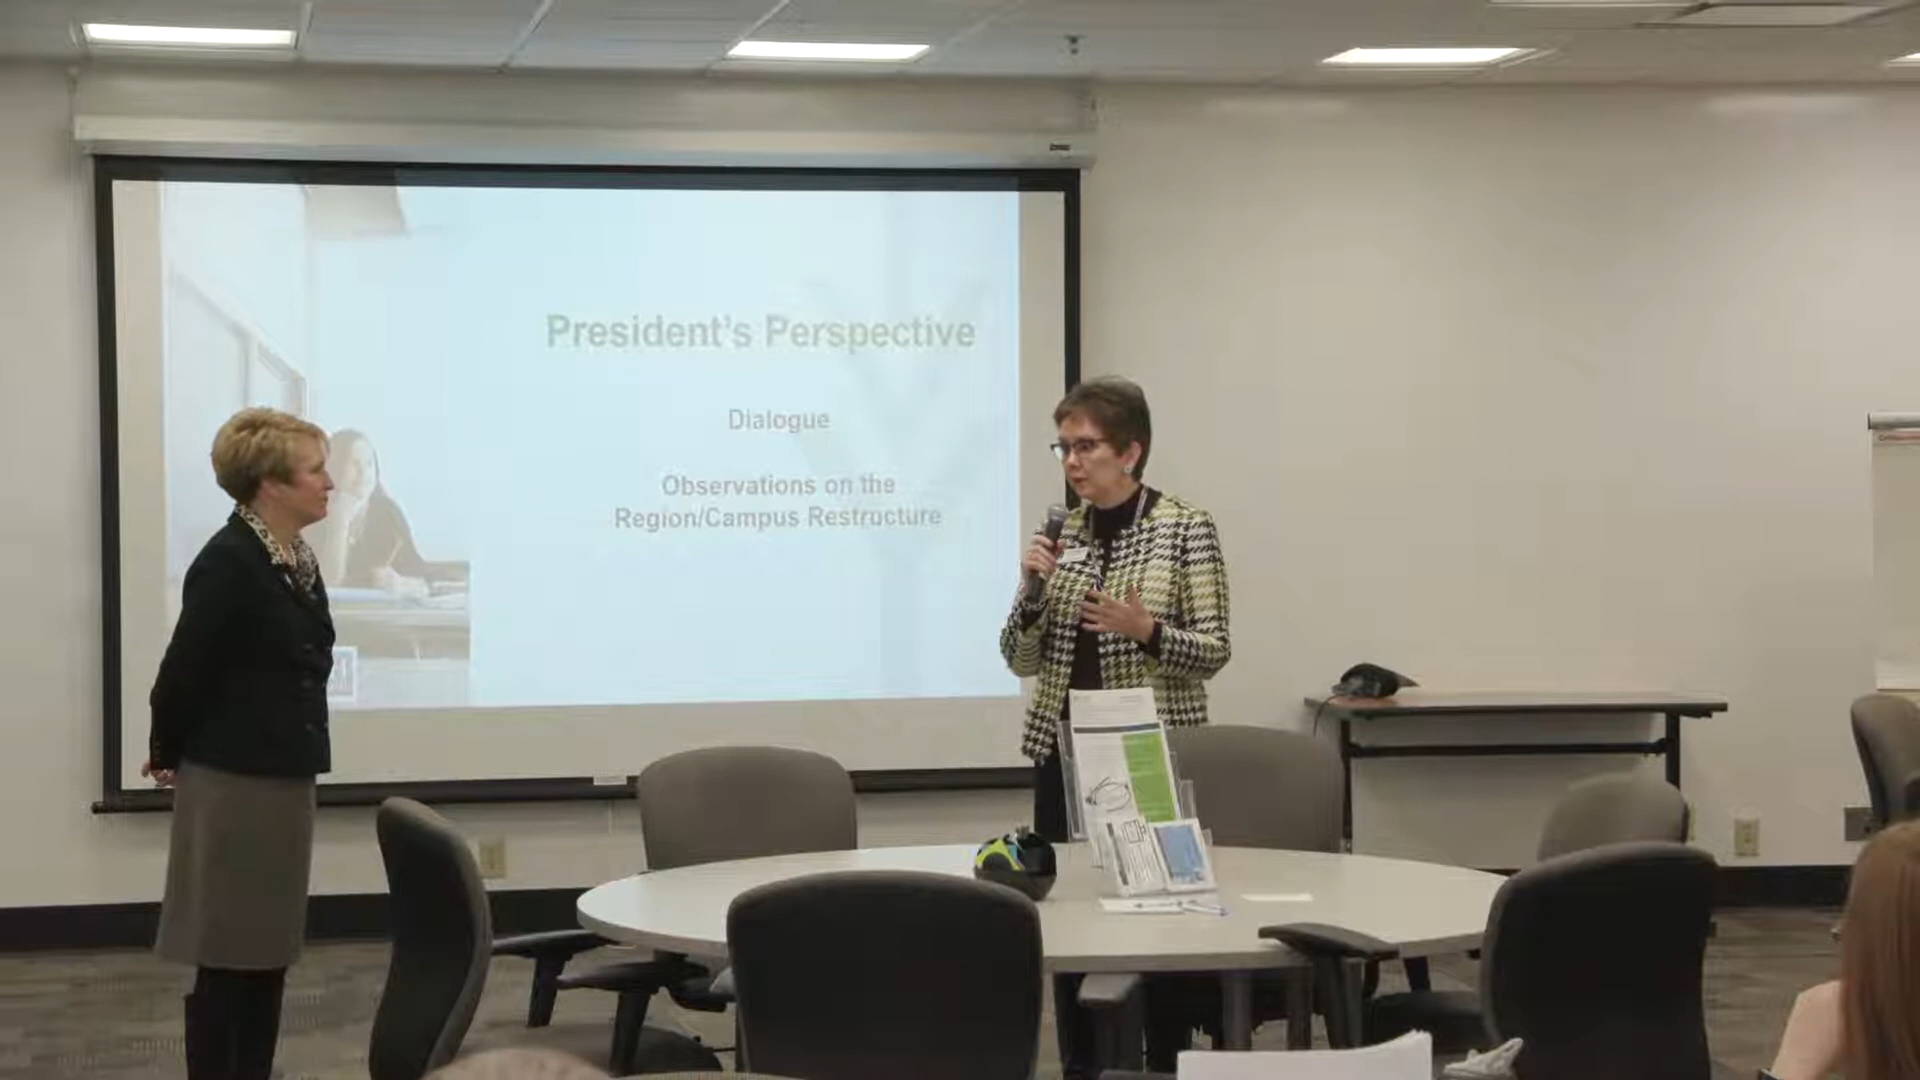 President's Perspective
Dialogue
Observations on the
Region/Campus Restructure